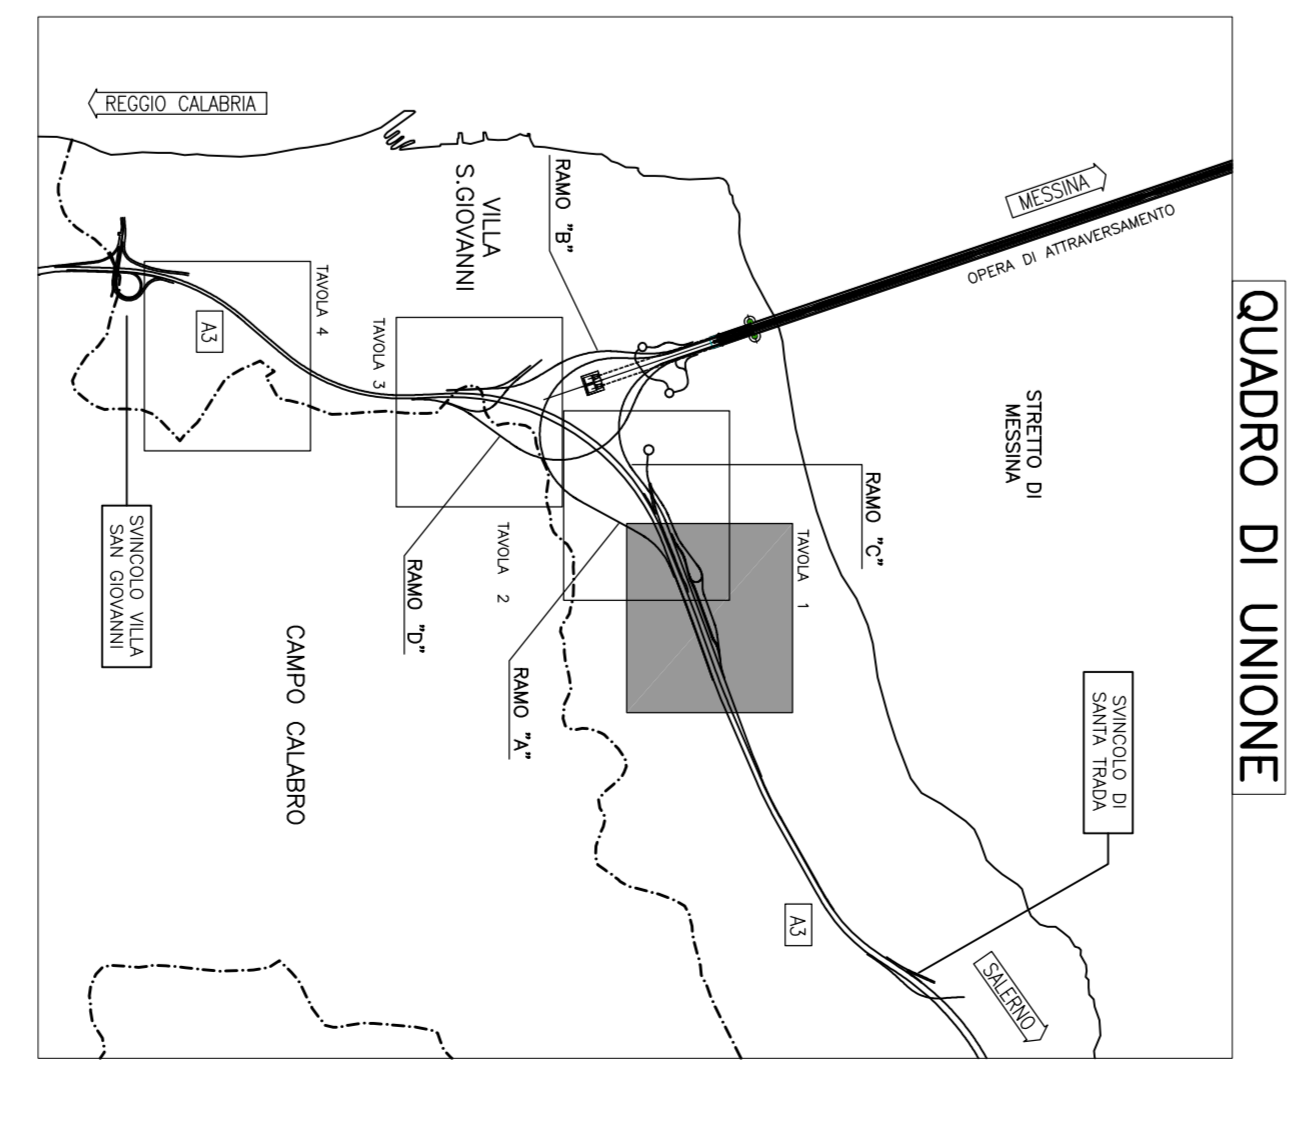 QUADRO DI UNIONE
REGGIO CALABRIA
MESSINA
OPERA DI ATTRAVERSAMENTO
STRETTO DI
MESSINA
VILLA
S.GIOVANNI
RAMO "B"
TAVOLA 4
A3
TAVOLA 3
RAMO "C"
TAVOLA 1
TAVOLA 2
RAMO "D"
RAMO "A"
SVINCOLO VILLA
SAN GIOVANNI
CAMPO CALABRO
SVINCOLO DI
SANTA TRADA
A3
SALERNO